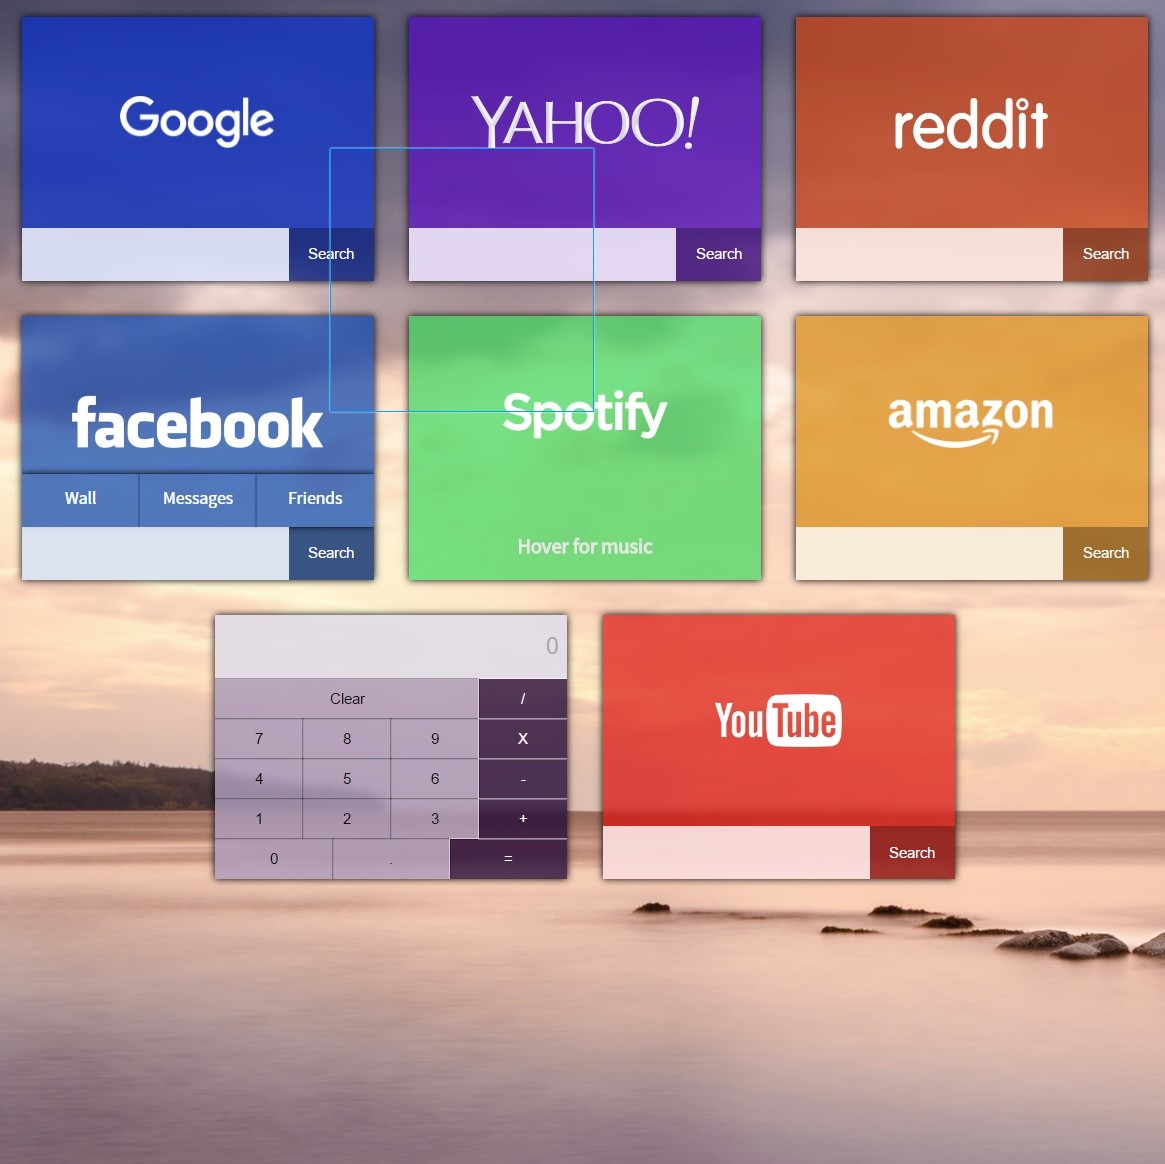 Google
Search
YAHOO!
Search
reddit
Search
facebook
Wall Messages Friends
Search
Spotify
Hover for music
amazon
Search
0
Clear /
7 8 9 X
4 5 6 -
1 2 3 +
0 . =
YouTube
Search